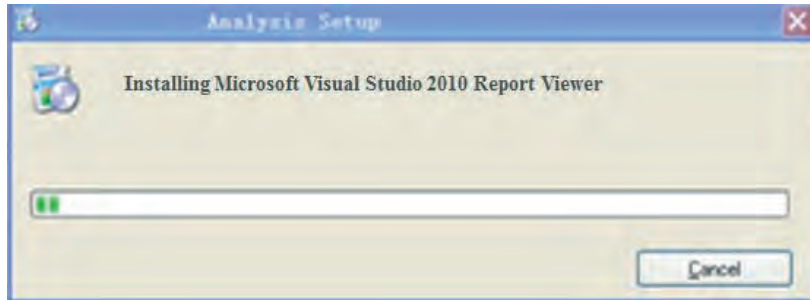 Analysis Setup
Installing Microsoft Visual Studio 2010 Report Viewer
Cancel